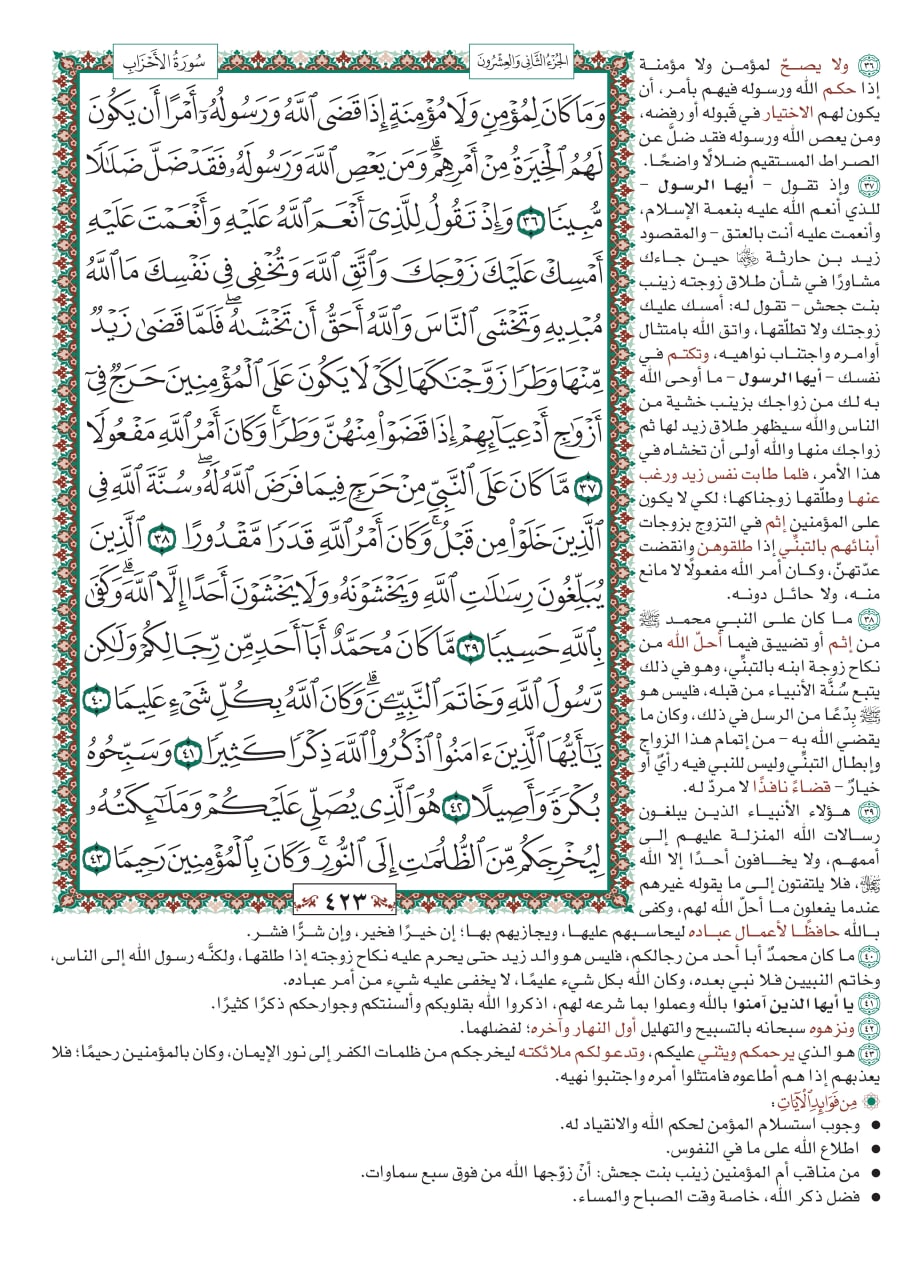 سُورَةُ الأَحْزَابِ
الجُزْءُ الثَّانِي وَالعِشْرُونَ
وَمَا كَانَ لِمُؤْمِنٍ وَلَا مُؤْمِنَةٍ إِذَا قَضَى ٱللَّهُ وَرَسُولُهُۥٓ أَمْرًا أَن يَكُونَ
لَهُمُ ٱلْخِيَرَةُ مِنْ أَمْرِهِمْۗ وَمَن يَعْصِ ٱللَّهَ وَرَسُولَهُۥ فَقَدْ ضَلَّ ضَلَٰلًا
مُّبِينًا ٣٦ وَإِذْ تَقُولُ لِلَّذِيٓ أَنْعَمَ ٱللَّهُ عَلَيْهِ وَأَنْعَمْتَ عَلَيْهِ
أَمْسِكْ عَلَيْكَ زَوْجَكَ وَٱتَّقِ ٱللَّهَ وَتُخْفِي فِي نَفْسِكَ مَا ٱللَّهُ
مُبْدِيهِ وَتَخْشَى ٱلنَّاسَ وَٱللَّهُ أَحَقُّ أَن تَخْشَىٰهُۖ فَلَمَّا قَضَىٰ زَيْدٌ
مِّنْهَا وَطَرًا زَوَّجْنَٰكَهَا لِكَيْ لَا يَكُونَ عَلَى ٱلْمُؤْمِنِينَ حَرَجٌ فِيٓ
أَزْوَٰجِ أَدْعِيَآئِهِمْ إِذَا قَضَوْا۟ مِنْهُنَّ وَطَرًاۚ وَكَانَ أَمْرُ ٱللَّهِ مَفْعُولًا
٣٧ مَّا كَانَ عَلَى ٱلنَّبِيِّ مِنْ حَرَجٍ فِيمَا فَرَضَ ٱللَّهُ لَهُۥۖ سُنَّةَ ٱللَّهِ فِي
ٱلَّذِينَ خَلَوْا۟ مِن قَبْلُۚ وَكَانَ أَمْرُ ٱللَّهِ قَدَرًا مَّقْدُورًا ٣٨ ٱلَّذِينَ
يُبَلِّغُونَ رِسَٰلَٰتِ ٱللَّهِ وَيَخْشَوْنَهُۥ وَلَا يَخْشَوْنَ أَحَدًا إِلَّا ٱللَّهَۗ وَكَفَىٰ
بِٱللَّهِ حَسِيبًا ٣٩ مَّا كَانَ مُحَمَّدٌ أَبَآ أَحَدٍ مِّن رِّجَالِكُمْ وَلَٰكِن
رَّسُولَ ٱللَّهِ وَخَاتَمَ ٱلنَّبِيِّـۧنَۗ وَكَانَ ٱللَّهُ بِكُلِّ شَيْءٍ عَلِيمًا ٤٠
يَٰٓأَيُّهَا ٱلَّذِينَ ءَامَنُوا۟ ٱذْكُرُوا۟ ٱللَّهَ ذِكْرًا كَثِيرًا ٤١ وَسَبِّحُوهُ
بُكْرَةً وَأَصِيلًا ٤٢ هُوَ ٱلَّذِي يُصَلِّي عَلَيْكُمْ وَمَلَٰٓئِكَتُهُۥ
لِيُخْرِجَكُم مِّنَ ٱلظُّلُمَٰتِ إِلَى ٱلنُّورِۚ وَكَانَ بِٱلْمُؤْمِنِينَ رَحِيمًا ٤٣
٤٢٣
٣٦ ولا يصحّ لمؤمن ولا مؤمنة
إذا حكم الله ورسوله فيهم بأمر، أن
يكون لهم الاختيار في قَبوله أو رفضه،
ومن يعص الله ورسوله فقد ضلَّ عن
الصراط المستقيم ضلالًا واضحًا.
٣٧ وإذ تقول – أيها الرسول –
للذي أنعم الله عليه بنعمة الإسلام،
وأنعمت عليه أنت بالعتق – والمقصود
زيد بن حارثة رضي الله عنهما حين جاءك
مشاورًا في شأن طلاق زوجته زينب
بنت جحش – تقول له: أمسك عليك
زوجتك ولا تطلّقها، واتق الله بامتثال
أوامره واجتناب نواهيه، وتكتم في
نفسك – أيها الرسول – ما أوحى الله
به لك من زواجك بزينب خشية من
الناس والله سيظهر طلاق زيد لها ثم
زواجك منها والله أولى أن تخشاه في
هذا الأمر، فلما طابت نفس زيد ورغب
عنها وطلّقها زوجناكها؛ لكي لا يكون
على المؤمنين إثم في التزوج بزوجات
أبنائهم بالتبنِّي إذا طلقوهن وانقضت
عدّتهنّ، وكان أمر الله مفعولًا لا مانع
منه، ولا حائل دونه.
٣٨ ما كان على النبي محمد ﷺ
من إثم أو تضييق فيما أحلّ الله من
نكاح زوجة ابنه بالتبنِّي، وهو في ذلك
يتبع سُنَّة الأنبياء من قبله، فليس هو
ﷺ بِدْعًا من الرسل في ذلك، وكان ما
يقضي الله به – من إتمام هذا الزواج
وإبطال التبنِّي وليس للنبي فيه رأيٌ أو
خيارٌ – قضاءً نافذًا لا مردّ له.
٣٩ هؤلاء الأنبياء الذين يبلغون
رسالات الله المنزلة عليهم إلى
أممهم، ولا يخافون أحدًا إلا الله
، فلا يلتفتون إلى ما يقوله غيرهم
عندما يفعلون ما أحلّ الله لهم، وكفى
بالله حافظًا لأعمال عباده ليحاسبهم عليها، ويجازيهم بها؛ إن خيرًا فخير، وإن شرًّا فشر.
٤٠ ما كان محمدٌ أبا أحد من رجالكم، فليس هو والد زيد حتى يحرم عليه نكاح زوجته إذا طلقها، ولكنَّه رسول الله إلى الناس،
وخاتم النبيين فلا نبي بعده، وكان الله بكل شيء عليمًا، لا يخفى عليه شيء من أمر عباده.
٤١ يا أيها الذين آمنوا بالله وعملوا بما شرعه لهم، اذكروا الله بقلوبكم وألسنتكم وجوارحكم ذكرًا كثيرًا.
٤٢ ونزهوه سبحانه بالتسبيح والتهليل أول النهار وآخره؛ لفضلهما.
٤٣ هو الذي يرحمكم ويثني عليكم، وتدعو لكم ملائكته ليخرجكم من ظلمات الكفر إلى نور الإيمان، وكان بالمؤمنين رحيمًا؛ فلا
يعذبهم إذا هم أطاعوه فامتثلوا أمره واجتنبوا نهيه.
مِن فَوَائِدِ الْآيَاتِ:
• وجوب استسلام المؤمن لحكم الله والانقياد له.
• اطلاع الله على ما في النفوس.
• من مناقب أم المؤمنين زينب بنت جحش: أنْ زوّجها الله من فوق سبع سماوات.
• فضل ذكر الله، خاصة وقت الصباح والمساء.